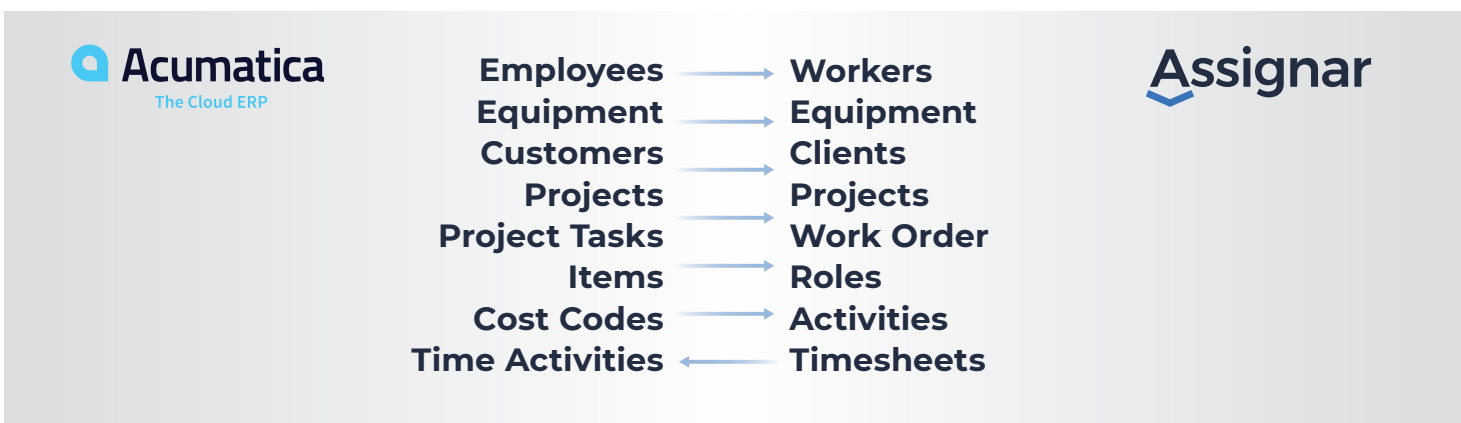 Acumatica
The Cloud ERP
Assignar
Employees Workers
Equipment Equipment
Customers Clients
Projects Projects
Project Tasks Work Order
Items Roles
Cost Codes Activities
Time Activities Timesheets